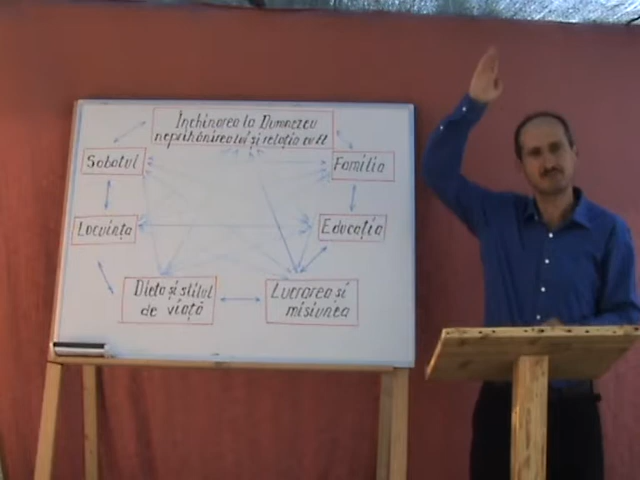 Închinarea la Dumnezeu
neprihănirea lui și relația cu El
Sabatul
Familia
Locuința
Educația
Dieta și stilul
de viață
Lucrarea și
misiunea